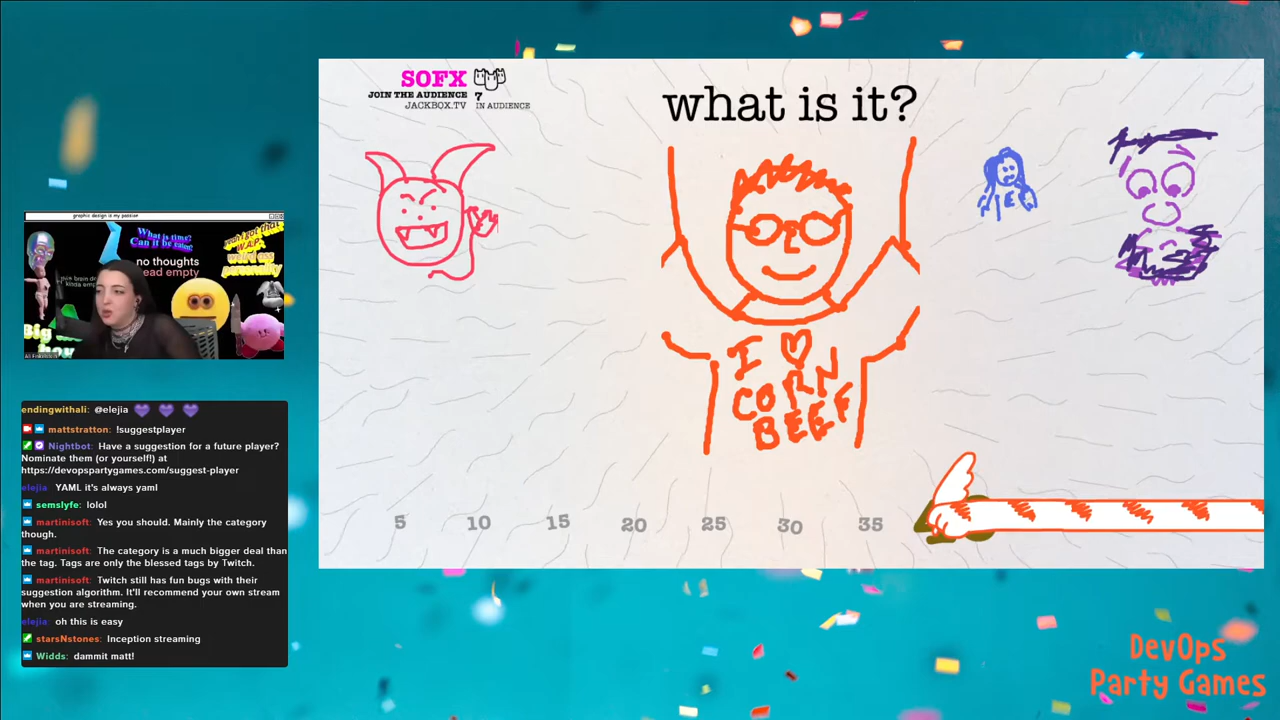 SOFX
JOIN THE AUDIENCE 7
JACKBOX.TV IN AUDIENCE
what is it?
I ♡
CORN
BEEF
5 10 15 20 25 30 35
graphic design is my passion
What is time?
Can it be eaten?
no thoughts
head empty
yeah i got that
W.A.P.
weird ass
personality
endingwithali: @elejia 💜 💜 💜
mattstratton: !suggestplayer
Nightbot: Have a suggestion for a future player?
Nominate them (or yourself!) at
https://devopspartygames.com/suggest-player
elejia YAML it's always yaml
semslyfe: lolol
martinisoft: Yes you should. Mainly the category
though.
martinisoft: The category is a much bigger deal than
the tag. Tags are only the blessed tags by Twitch.
martinisoft: Twitch still has fun bugs with their
suggestion algorithm. It'll recommend your own stream
when you are streaming.
elejia: oh this is easy
starsNstones: Inception streaming
Widds: dammit matt!
DevOps
Party Games